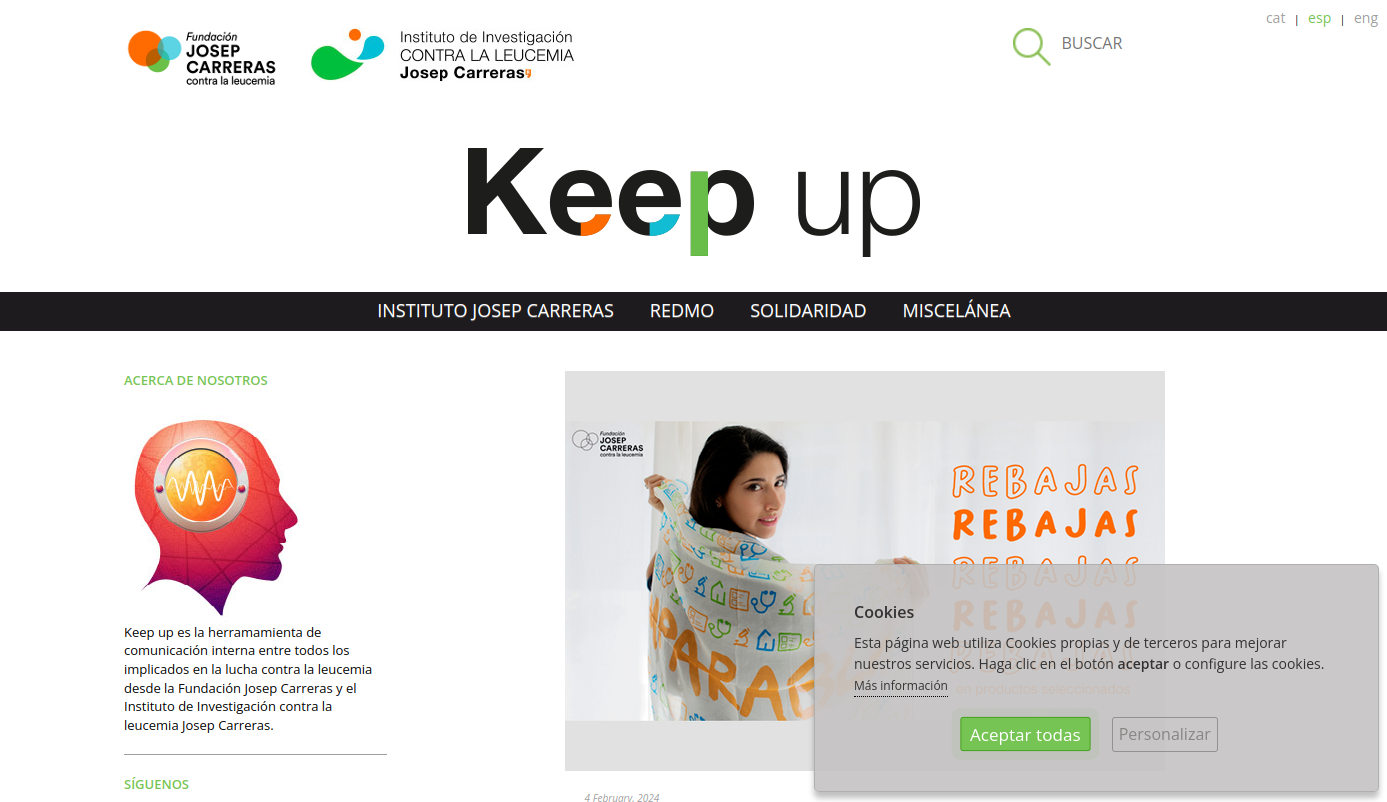 cat | esp | eng
Fundación
JOSEP
CARRERAS
contra la leucemia
Instituto de Investigación
CONTRA LA LEUCEMIA
Josep Carreras
BUSCAR
Keep up
INSTITUTO JOSEP CARRERAS REDMO SOLIDARIDAD MISCELÁNEA
ACERCA DE NOSOTROS
Keep up es la herramamienta de
comunicación interna entre todos los
implicados en la lucha contra la leucemia
desde la Fundación Josep Carreras y el
Instituto de Investigación contra la
leucemia Josep Carreras.
SÍGUENOS
Fundación
JOSEP
CARRERAS
contra la leucemia
REBAJAS
REBAJAS
REBAJAS
REBAJAS
en productos seleccionados
4 February, 2024
Cookies
Esta página web utiliza Cookies propias y de terceros para mejorar
nuestros servicios. Haga clic en el botón aceptar o configure las cookies.
Más información
Aceptar todas Personalizar